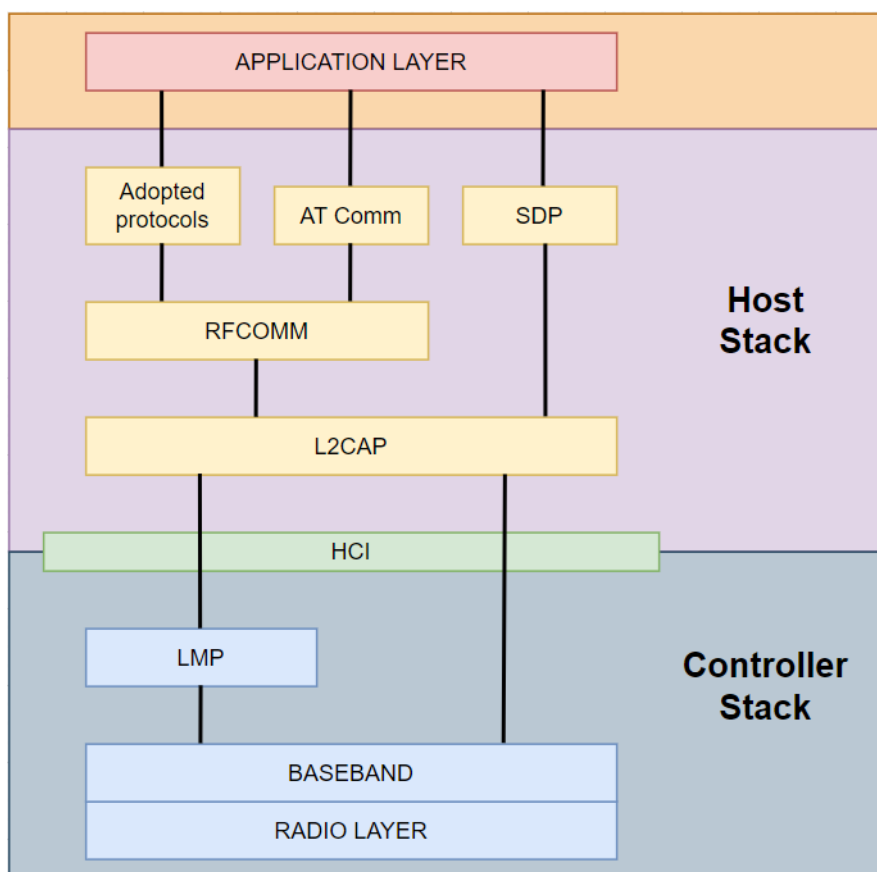 APPLICATION LAYER
Adopted
protocols
AT Comm
SDP
Host
Stack
RFCOMM
L2CAP
HCI
LMP
Controller
Stack
BASEBAND
RADIO LAYER